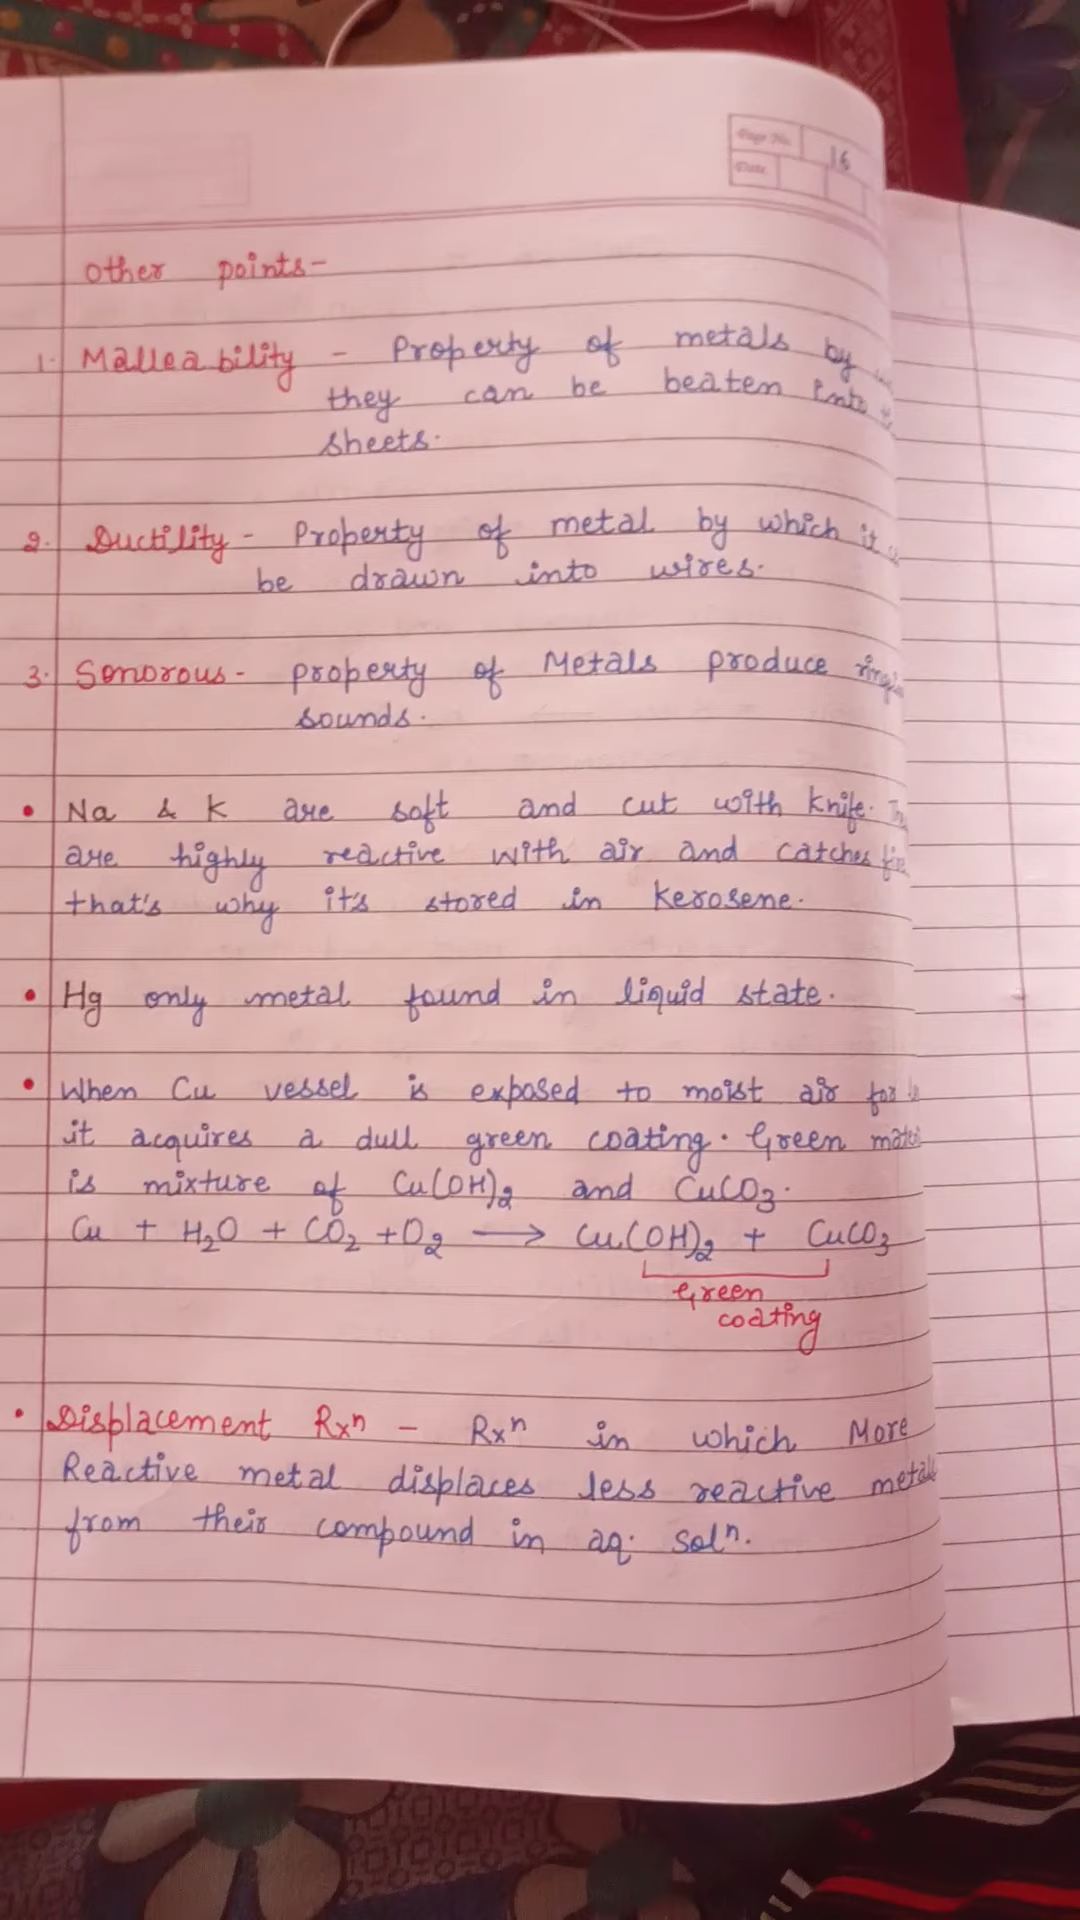 Page No. 16
Date
Other points-
1. Malleability - Property of metals by
they can be beaten into
sheets.
2. Ductility - Property of metal by which it
be drawn into wires.
3. Sonorous - property of Metals produce
sounds.
• Na & K are soft and cut with knife.
are highly reactive with air and catches
that's why it's stored in kerosene.
• Hg only metal found in liquid state.
• When Cu vessel is exposed to moist air for
it acquires a dull green coating. Green
is mixture of Cu(OH)₂ and CuCO₃.
Cu + H₂O + CO₂ + O₂ ⟶ Cu(OH)₂ + CuCO₃
Green
coating
• Displacement Rxⁿ - Rxⁿ in which More
Reactive metal displaces less reactive metal
from their compound in aq. solⁿ.